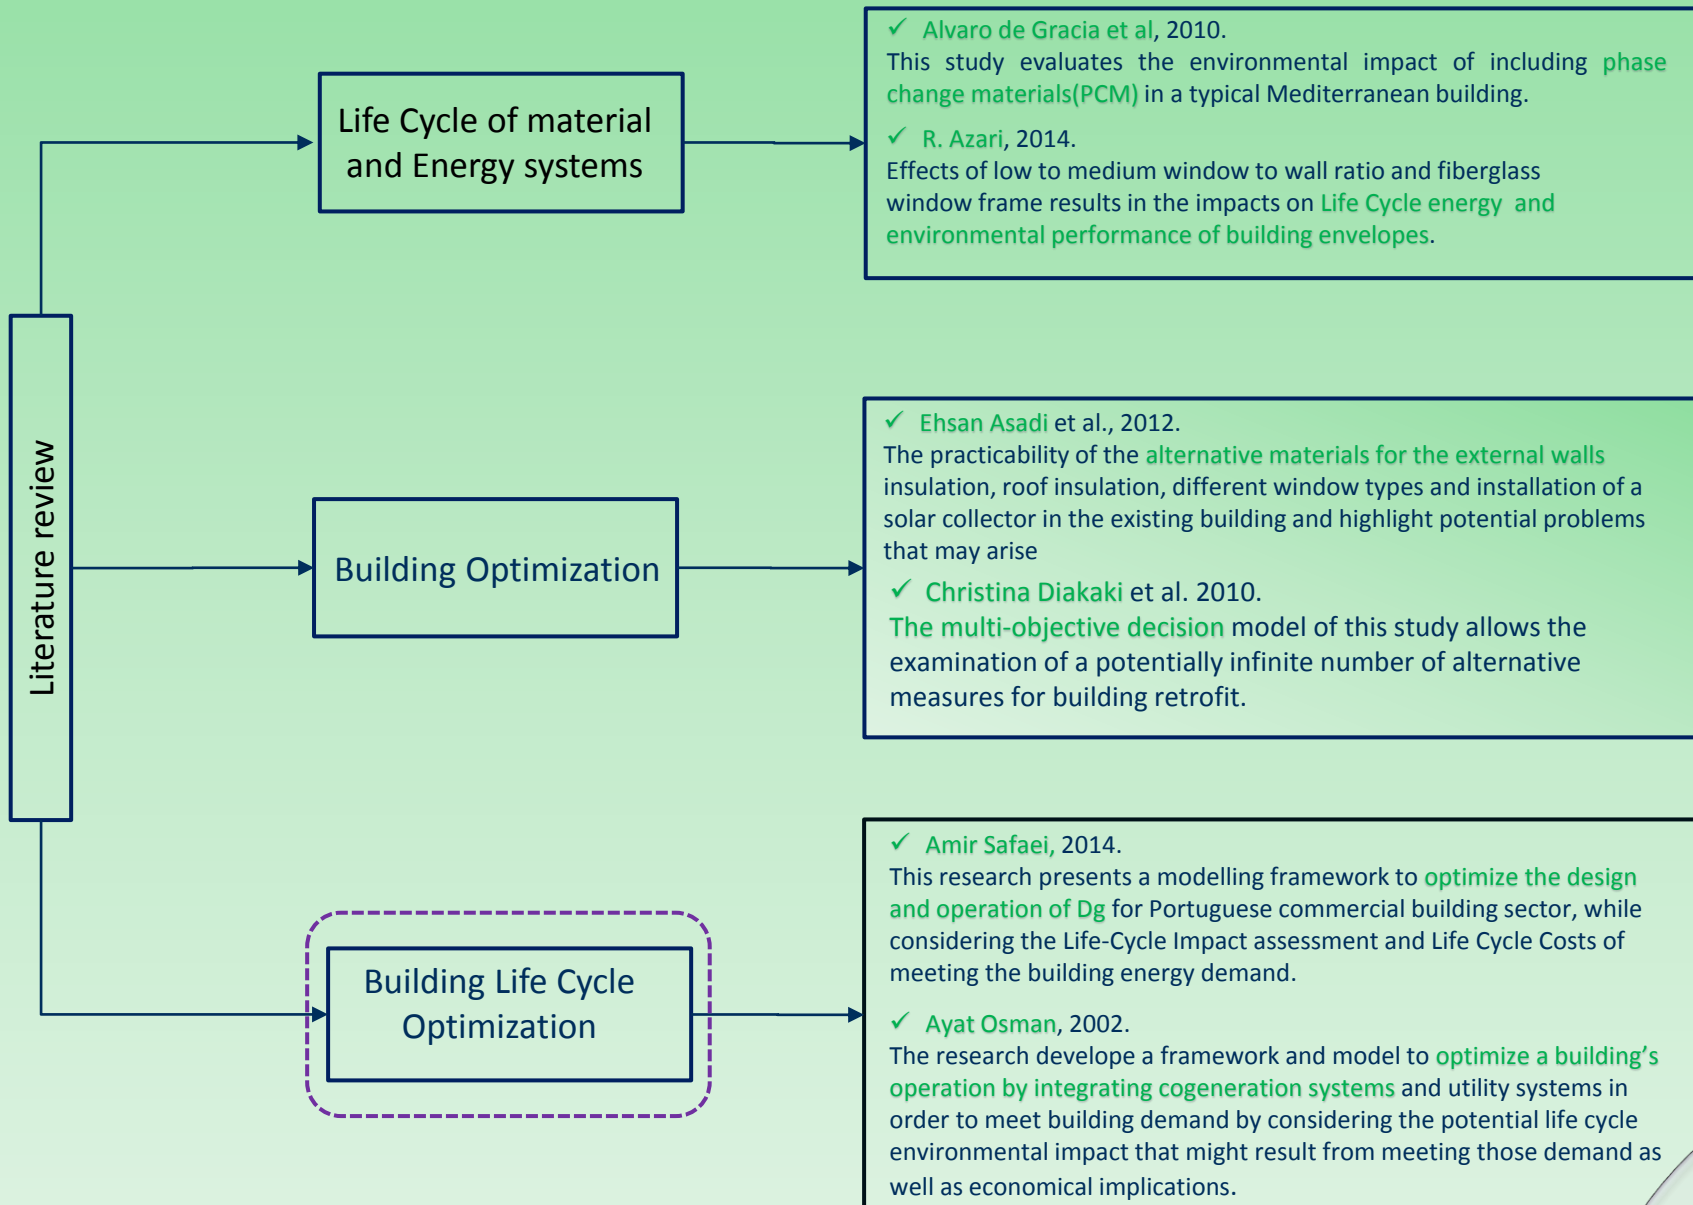 Literature review
Life Cycle of material
and Energy systems
✓ Alvaro de Gracia et al, 2010.
This study evaluates the environmental impact of including phase
change materials(PCM) in a typical Mediterranean building.
✓ R. Azari, 2014.
Effects of low to medium window to wall ratio and fiberglass
window frame results in the impacts on Life Cycle energy and
environmental performance of building envelopes.
Building Optimization
✓ Ehsan Asadi et al., 2012.
The practicability of the alternative materials for the external walls
insulation, roof insulation, different window types and installation of a
solar collector in the existing building and highlight potential problems
that may arise
✓ Christina Diakaki et al. 2010.
The multi-objective decision model of this study allows the
examination of a potentially infinite number of alternative
measures for building retrofit.
Building Life Cycle
Optimization
✓ Amir Safaei, 2014.
This research presents a modelling framework to optimize the design
and operation of Dg for Portuguese commercial building sector, while
considering the Life-Cycle Impact assessment and Life Cycle Costs of
meeting the building energy demand.
✓ Ayat Osman, 2002.
The research develope a framework and model to optimize a building’s
operation by integrating cogeneration systems and utility systems in
order to meet building demand by considering the potential life cycle
environmental impact that might result from meeting those demand as
well as economical implications.